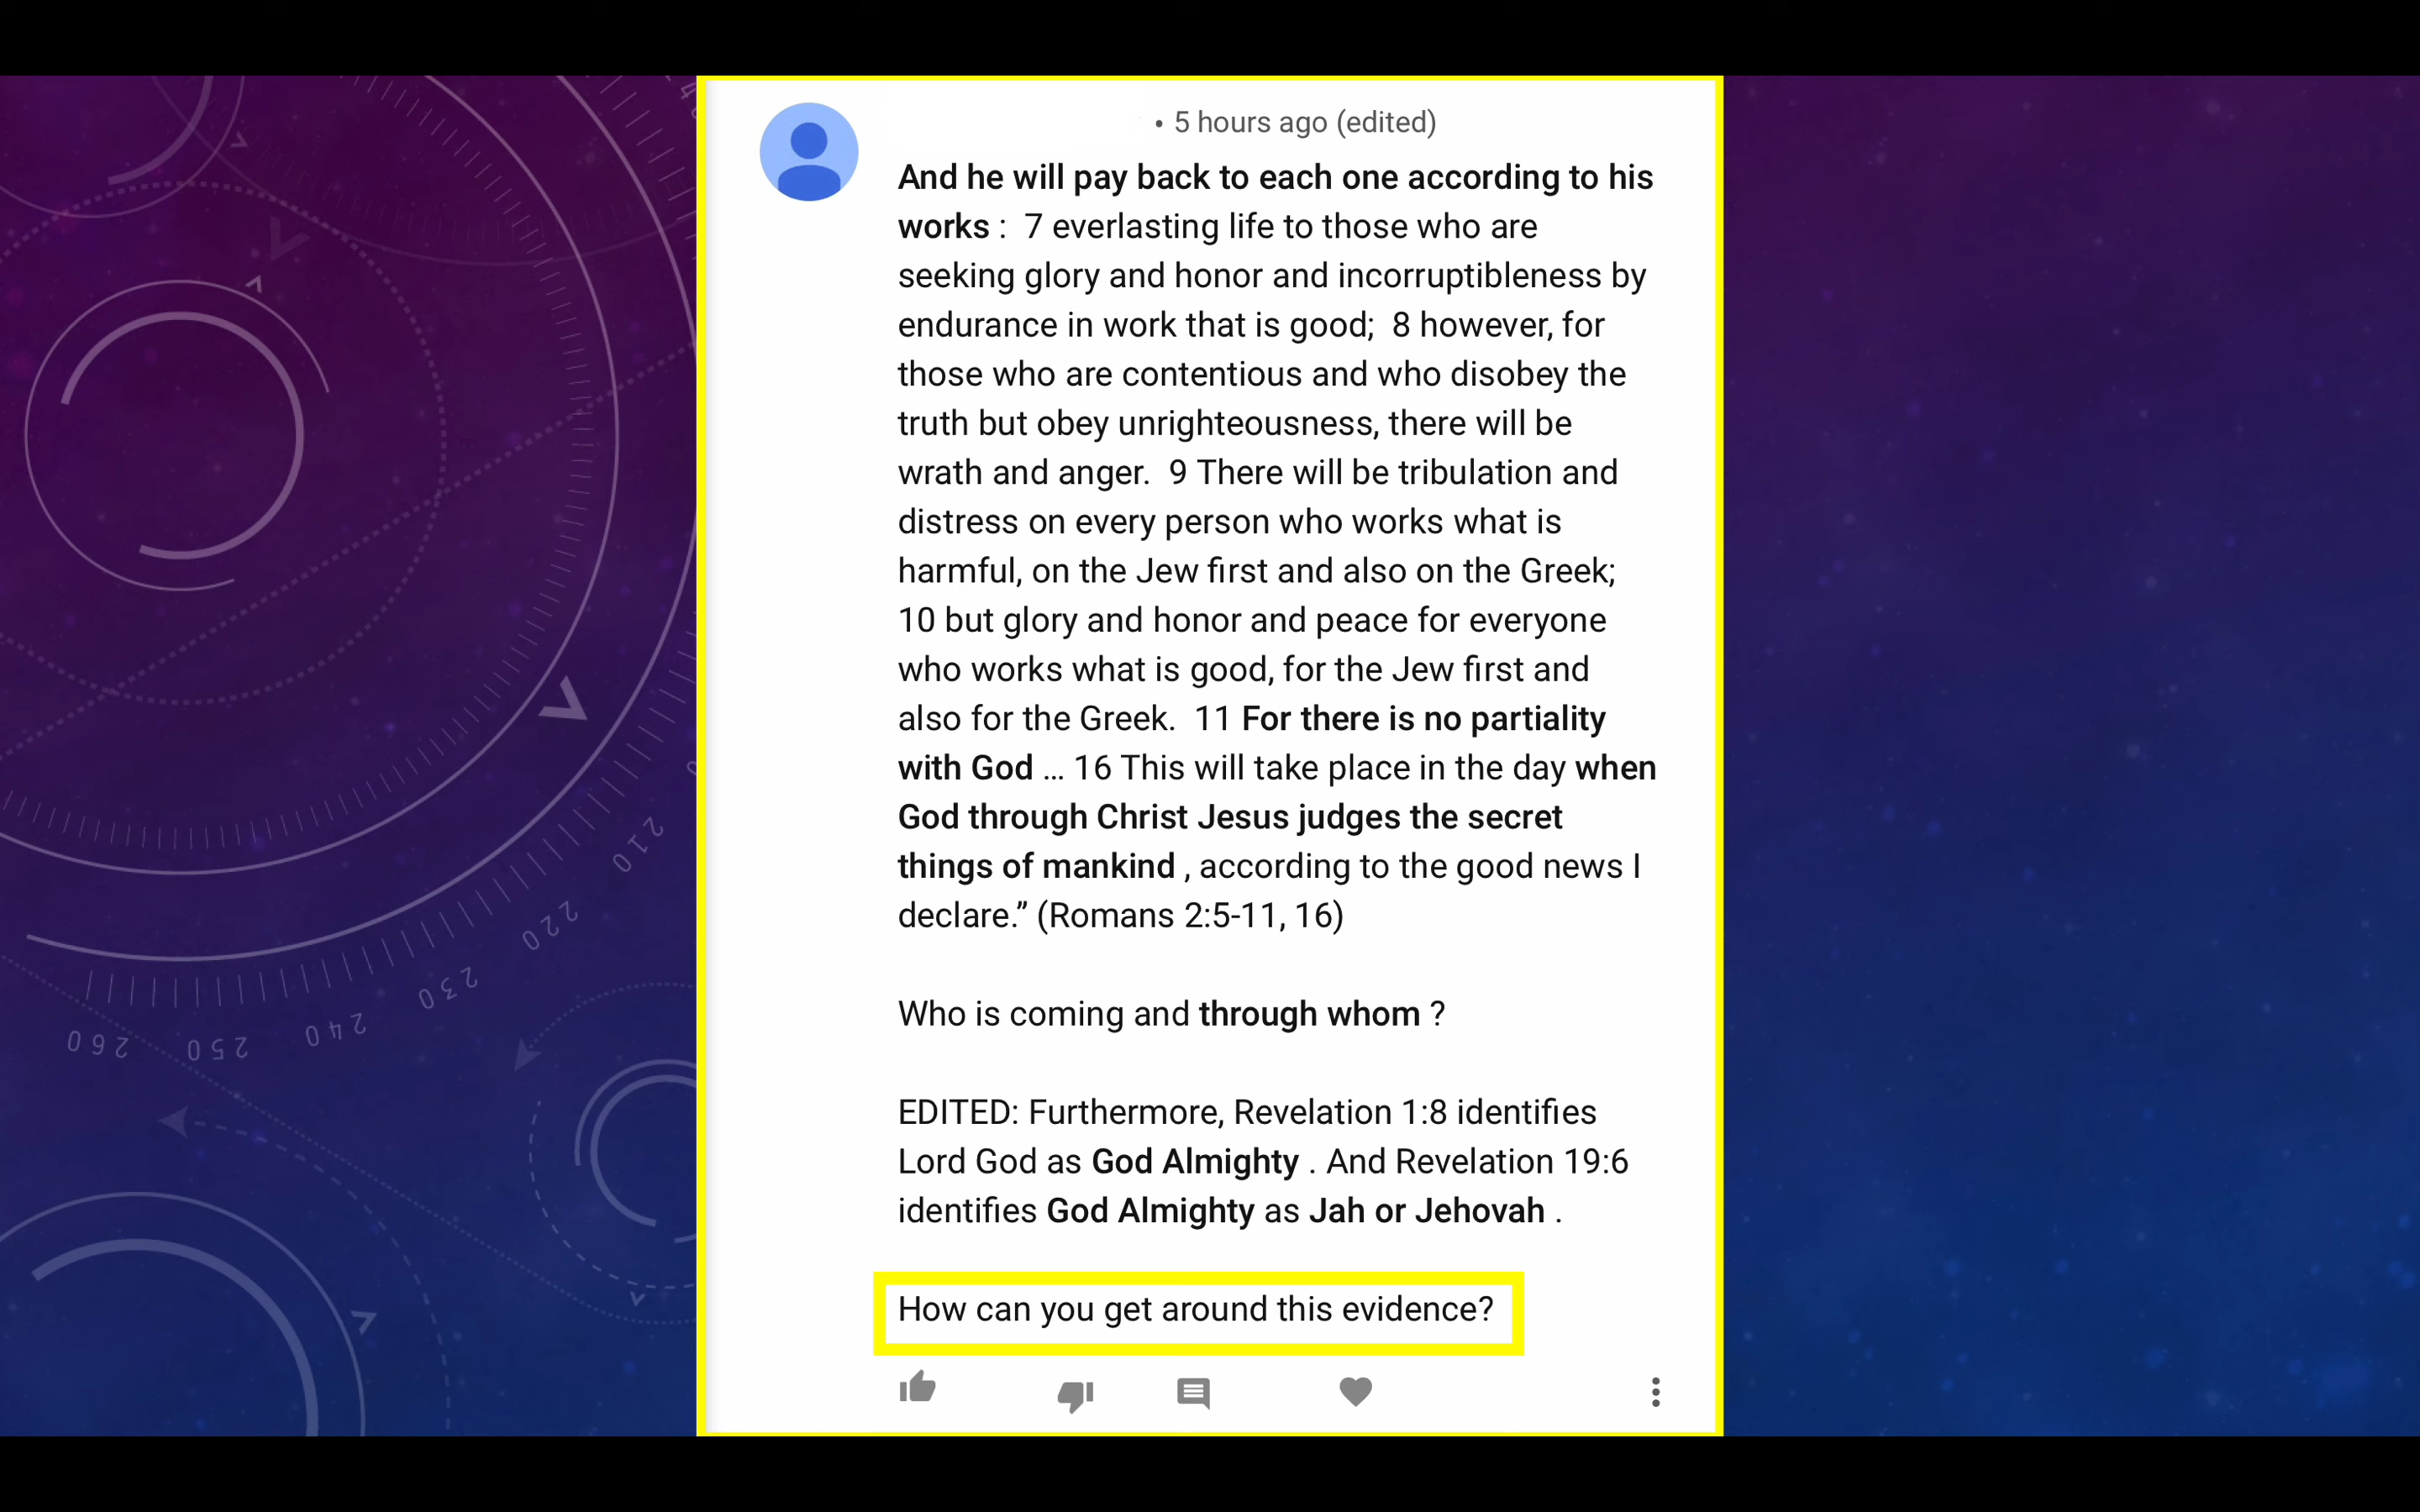 • 5 hours ago (edited)
And he will pay back to each one according to his
works :  7 everlasting life to those who are
seeking glory and honor and incorruptibleness by
endurance in work that is good;  8 however, for
those who are contentious and who disobey the
truth but obey unrighteousness, there will be
wrath and anger.  9 There will be tribulation and
distress on every person who works what is
harmful, on the Jew first and also on the Greek;
10 but glory and honor and peace for everyone
who works what is good, for the Jew first and
also for the Greek.  11 For there is no partiality
with God ... 16 This will take place in the day when
God through Christ Jesus judges the secret
things of mankind , according to the good news I
declare.” (Romans 2:5-11, 16)
Who is coming and through whom ?
EDITED: Furthermore, Revelation 1:8 identifies
Lord God as God Almighty . And Revelation 19:6
identifies God Almighty as Jah or Jehovah .
How can you get around this evidence?
210
220
230
240
250
260